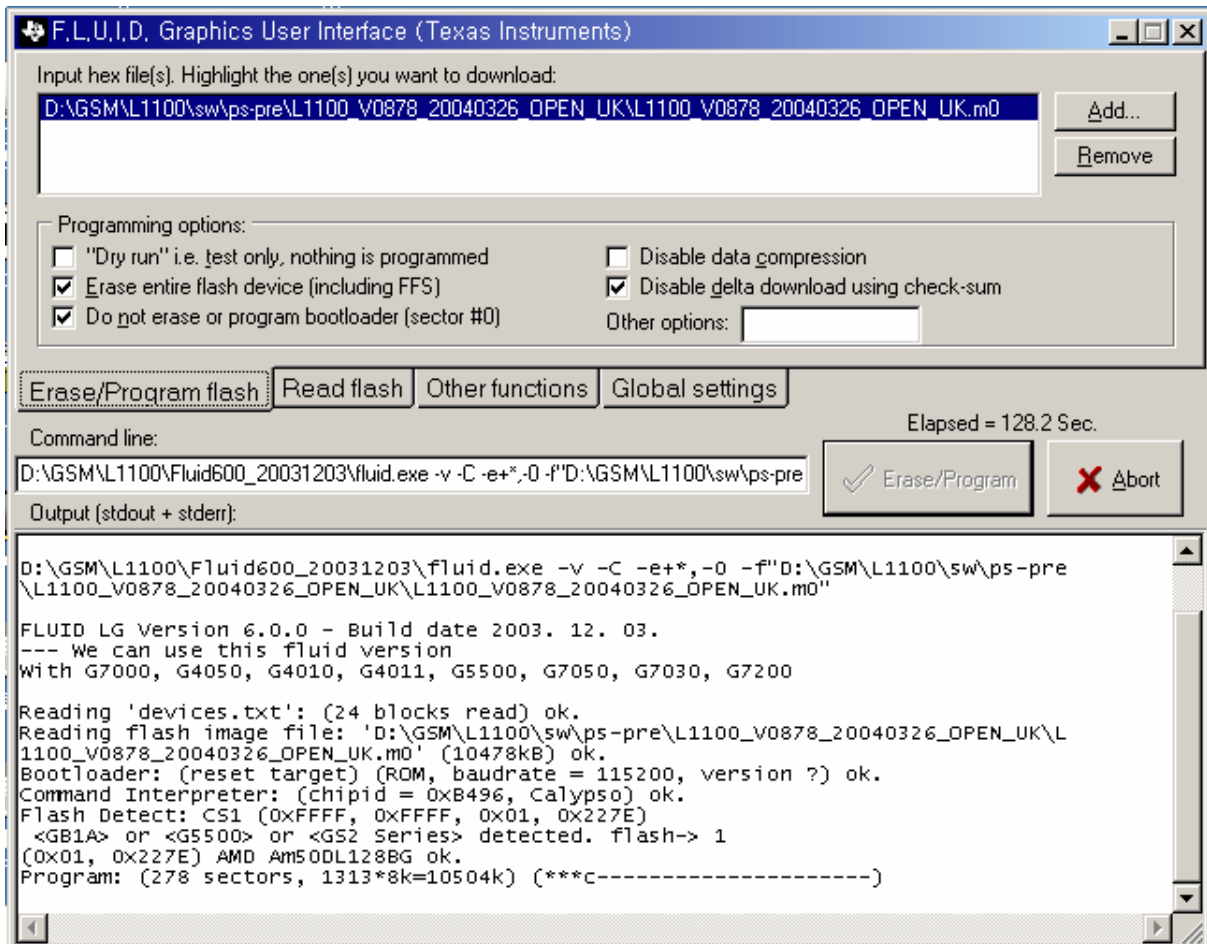 F,L,U,I,D, Graphics User Interface (Texas Instruments)
Input hex file(s). Highlight the one(s) you want to download:
D:\GSM\L1100\sw\ps-pre\L1100_V0878_20040326_OPEN_UK\L1100_V0878_20040326_OPEN_UK.m0
Add...
Remove
Programming options:
"Dry run" i.e. test only, nothing is programmed
Disable data compression
Erase entire flash device (including FFS)
Disable delta download using check-sum
Do not erase or program bootloader (sector #0)
Other options:
Erase/Program flash
Read flash
Other functions
Global settings
Elapsed = 128.2 Sec.
Command line:
D:\GSM\L1100\Fluid600_20031203\fluid.exe -v -C -e+*,-0 -f"D:\GSM\L1100\sw\ps-pre
Erase/Program
Abort
Output (stdout + stderr):
D:\GSM\L1100\Fluid600_20031203\fluid.exe -v -C -e+*,-0 -f"D:\GSM\L1100\sw\ps-pre
\L1100_V0878_20040326_OPEN_UK\L1100_V0878_20040326_OPEN_UK.m0"
FLUID LG Version 6.0.0 - Build date 2003. 12. 03.
--- We can use this fluid version
With G7000, G4050, G4010, G4011, G5500, G7050, G7030, G7200
Reading 'devices.txt': (24 blocks read) ok.
Reading flash image file: 'D:\GSM\L1100\sw\ps-pre\L1100_V0878_20040326_OPEN_UK\L
1100_V0878_20040326_OPEN_UK.m0' (10478kB) ok.
Bootloader: (reset target) (ROM, baudrate = 115200, version ?) ok.
Command Interpreter: (chipid = 0xB496, Calypso) ok.
Flash Detect: CS1 (0xFFFF, 0xFFFF, 0x01, 0x227E)
<GB1A> or <G5500> or <GS2 Series> detected. flash-> 1
(0x01, 0x227E) AMD Am50DL128BG ok.
Program: (278 sectors, 1313*8k=10504k) (***c----------------------)